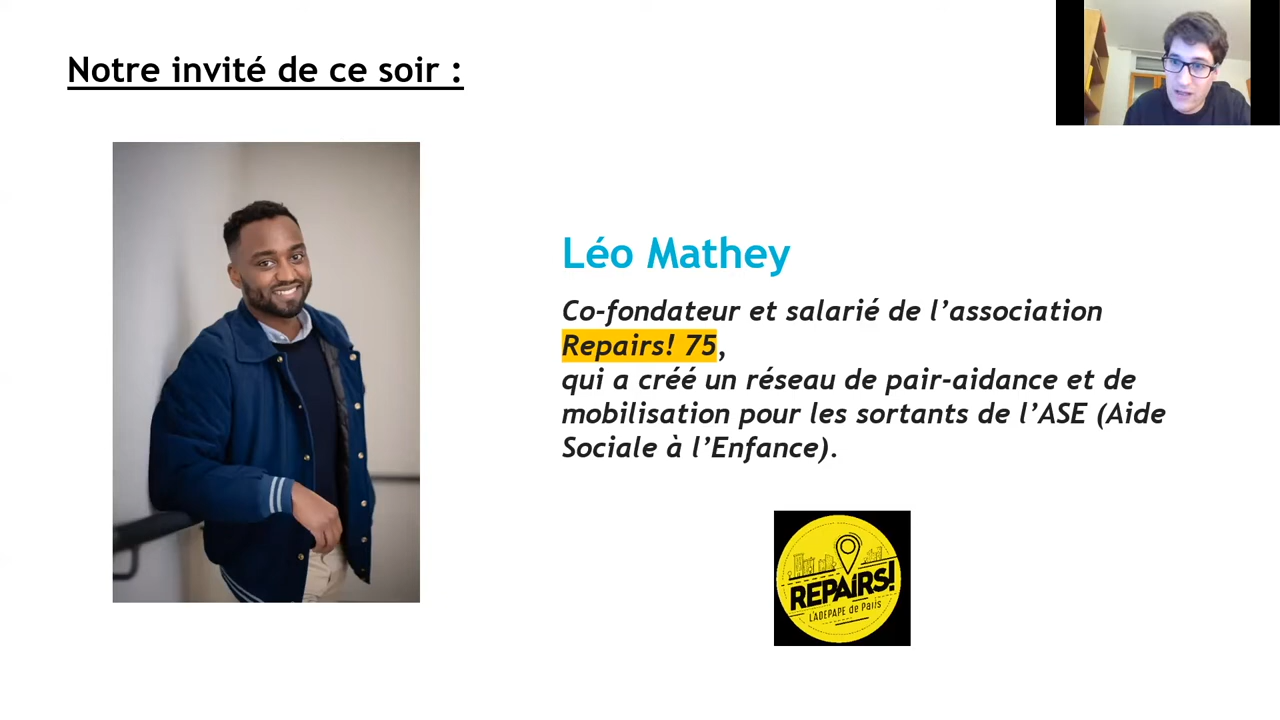 Notre invité de ce soir :
Léo Mathey
Co-fondateur et salarié de l’association
Repairs! 75,
qui a créé un réseau de pair-aidance et de
mobilisation pour les sortants de l’ASE (Aide
Sociale à l’Enfance).
REPAiRS!
L'ADEPAPE de Paris